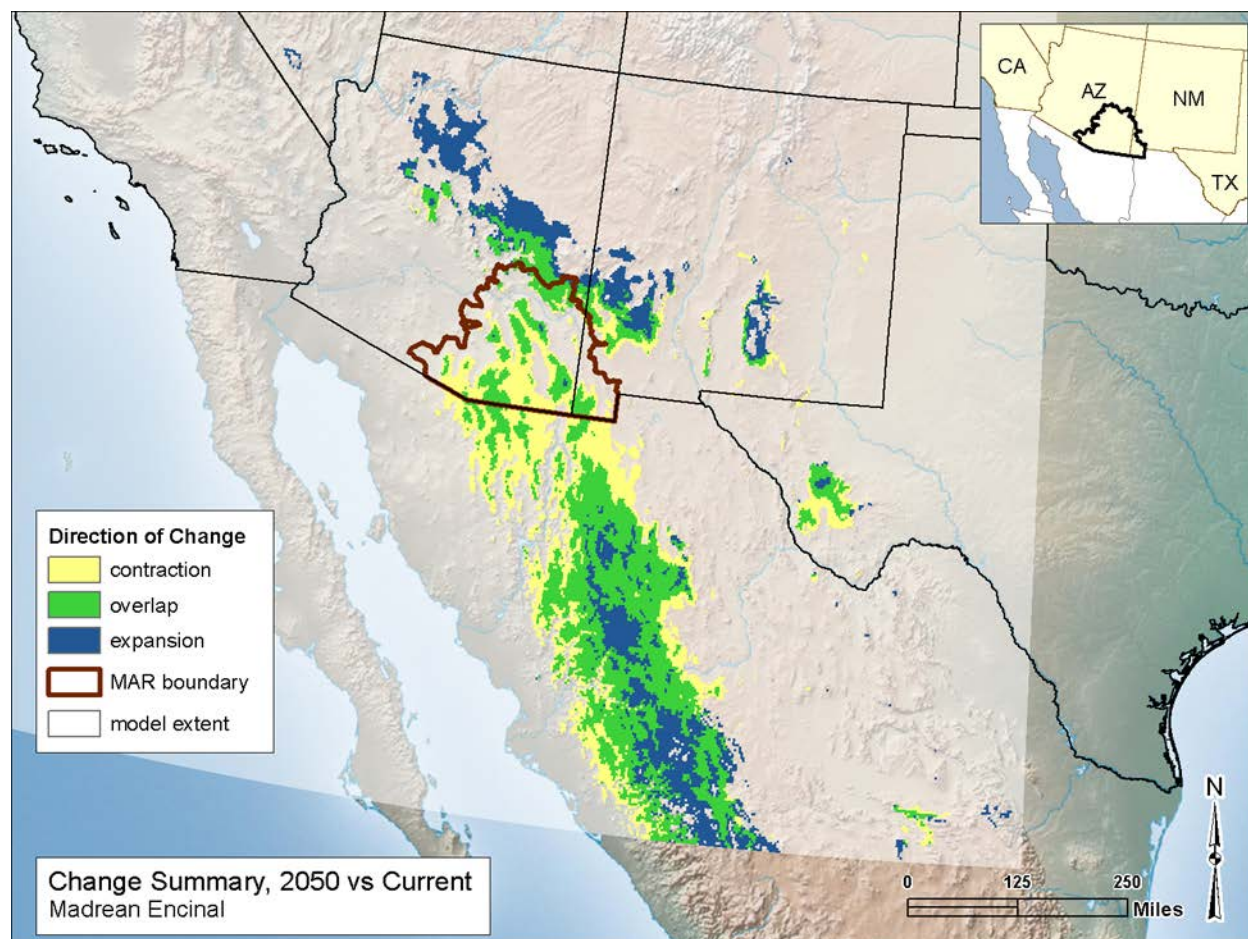 CA
AZ
NM
TX
Direction of Change
contraction
overlap
expansion
MAR boundary
model extent
Change Summary, 2050 vs Current
Madrean Encinal
N
0 125 250
Miles